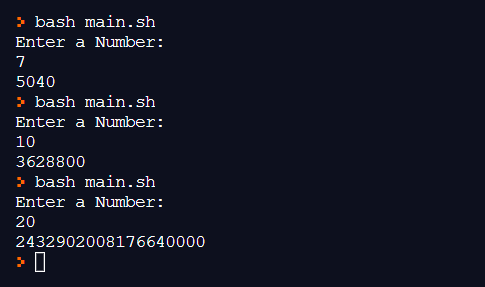 > bash main.sh
Enter a Number:
7
5040
> bash main.sh
Enter a Number:
10
3628800
> bash main.sh
Enter a Number:
20
2432902008176640000
>